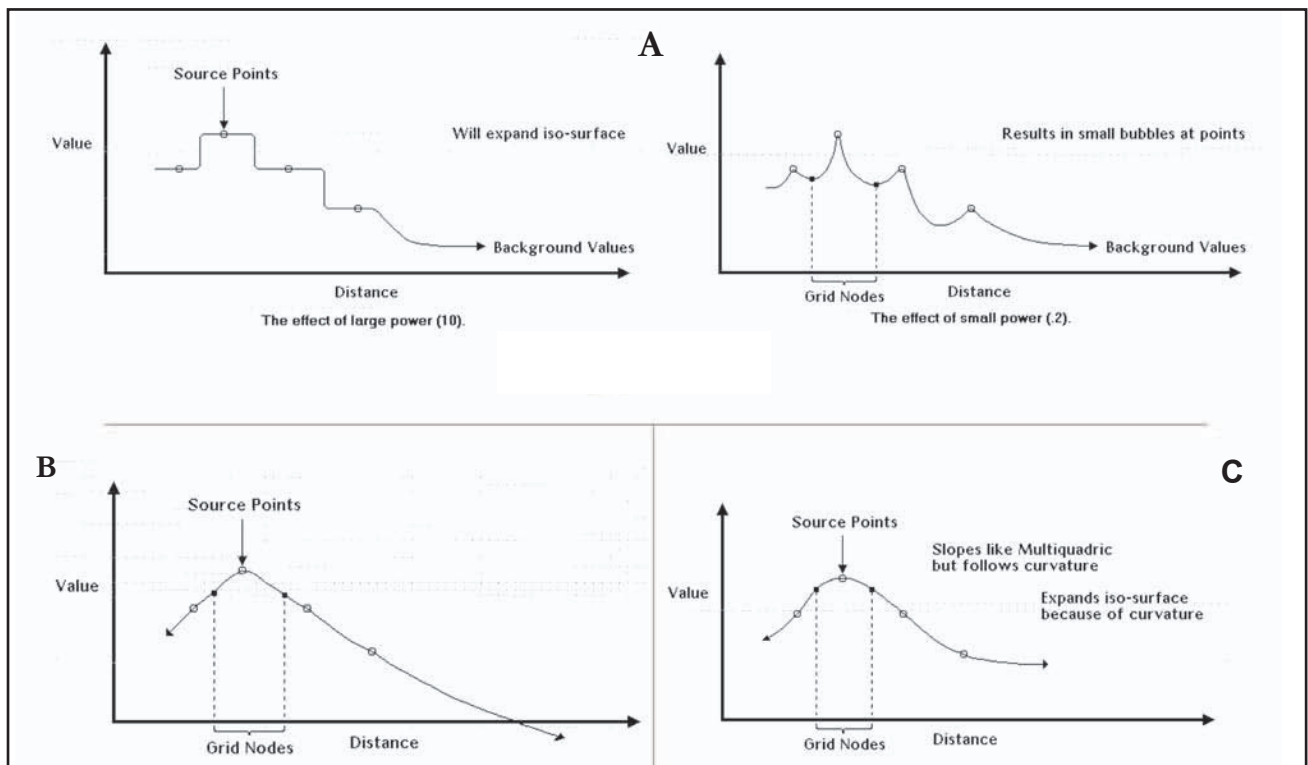 A
Source Points
Value
Will expand iso-surface
Background Values
Distance
The effect of large power (10).
Value
Results in small bubbles at points
Background Values
Distance
Grid Nodes
The effect of small power (.2).
B
Source Points
Value
Grid Nodes
Distance
C
Source Points
Value
Slopes like Multiquadric
but follows curvature
Expands iso-surface
because of curvature
Grid Nodes
Distance